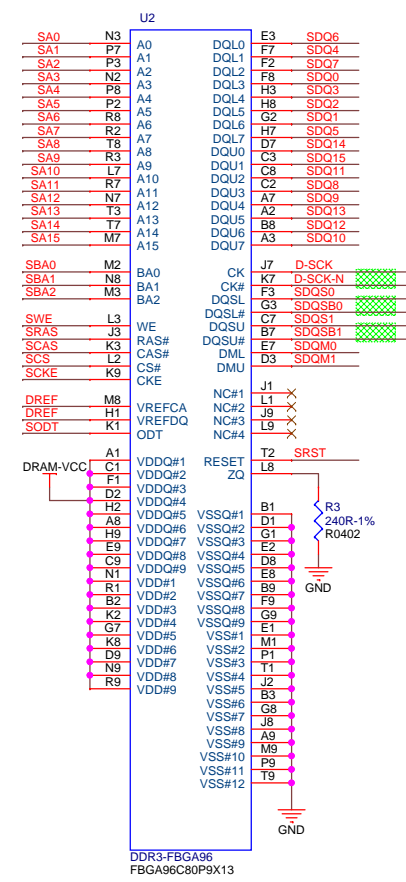 U2
SA0 N3 A0 DQL0 E3 SDQ6
SA1 P7 A1 DQL1 F7 SDQ4
SA2 P3 A2 DQL2 F2 SDQ7
SA3 N2 A3 DQL3 F8 SDQ0
SA4 P8 A4 DQL4 H3 SDQ3
SA5 P2 A5 DQL5 H8 SDQ2
SA6 R8 A6 DQL6 G2 SDQ1
SA7 R2 A7 DQL7 H7 SDQ5
SA8 T8 A8 DQU0 D7 SDQ14
SA9 R3 A9 DQU1 C3 SDQ15
SA10 L7 A10 DQU2 C8 SDQ11
SA11 R7 A11 DQU3 C2 SDQ8
SA12 N7 A12 DQU4 A7 SDQ9
SA13 T3 A13 DQU5 A2 SDQ13
SA14 T7 A14 DQU6 B8 SDQ12
SA15 M7 A15 DQU7 A3 SDQ10
SBA0 M2 BA0 CK J7 D-SCK
SBA1 N8 BA1 CK# K7 D-SCK-N
SBA2 M3 BA2 DQSL F3 SDQS0
DQSL# G3 SDQSB0
SWE L3 WE DQSU C7 SDQS1
SRAS J3 RAS# DQSU# B7 SDQSB1
SCAS K3 CAS# DML E7 SDQM0
SCS L2 CS# DMU D3 SDQM1
SCKE K9 CKE
NC#1 J1
DREF M8 VREFCA NC#2 L1
DREF H1 VREFDQ NC#3 J9
SODT K1 ODT NC#4 L9
A1 VDDQ#1 RESET T2 SRST
DRAM-VCC C1 VDDQ#2 ZQ L8
F1 VDDQ#3
D2 VDDQ#4
H2 VDDQ#5 VSSQ#1 B1 R3
A8 VDDQ#6 VSSQ#2 D1 240R-1%
H9 VDDQ#7 VSSQ#3 G1 R0402
E9 VDDQ#8 VSSQ#4 E2
C9 VDDQ#9 VSSQ#5 D8
N1 VDD#1 VSSQ#6 E8 GND
R1 VDD#2 VSSQ#7 B9
B2 VDD#3 VSSQ#8 F9
K2 VDD#4 VSSQ#9 G9
G7 VDD#5 VSS#1 E1
K8 VDD#6 VSS#2 M1
D9 VDD#7 VSS#3 P1
N9 VDD#8 VSS#4 T1
R9 VDD#9 VSS#5 J2
VSS#6 B3
VSS#7 G8
VSS#8 J8
VSS#9 A9
VSS#10 M9
VSS#11 P9
VSS#12 T9
GND
DDR3-FBGA96
FBGA96C80P9X13